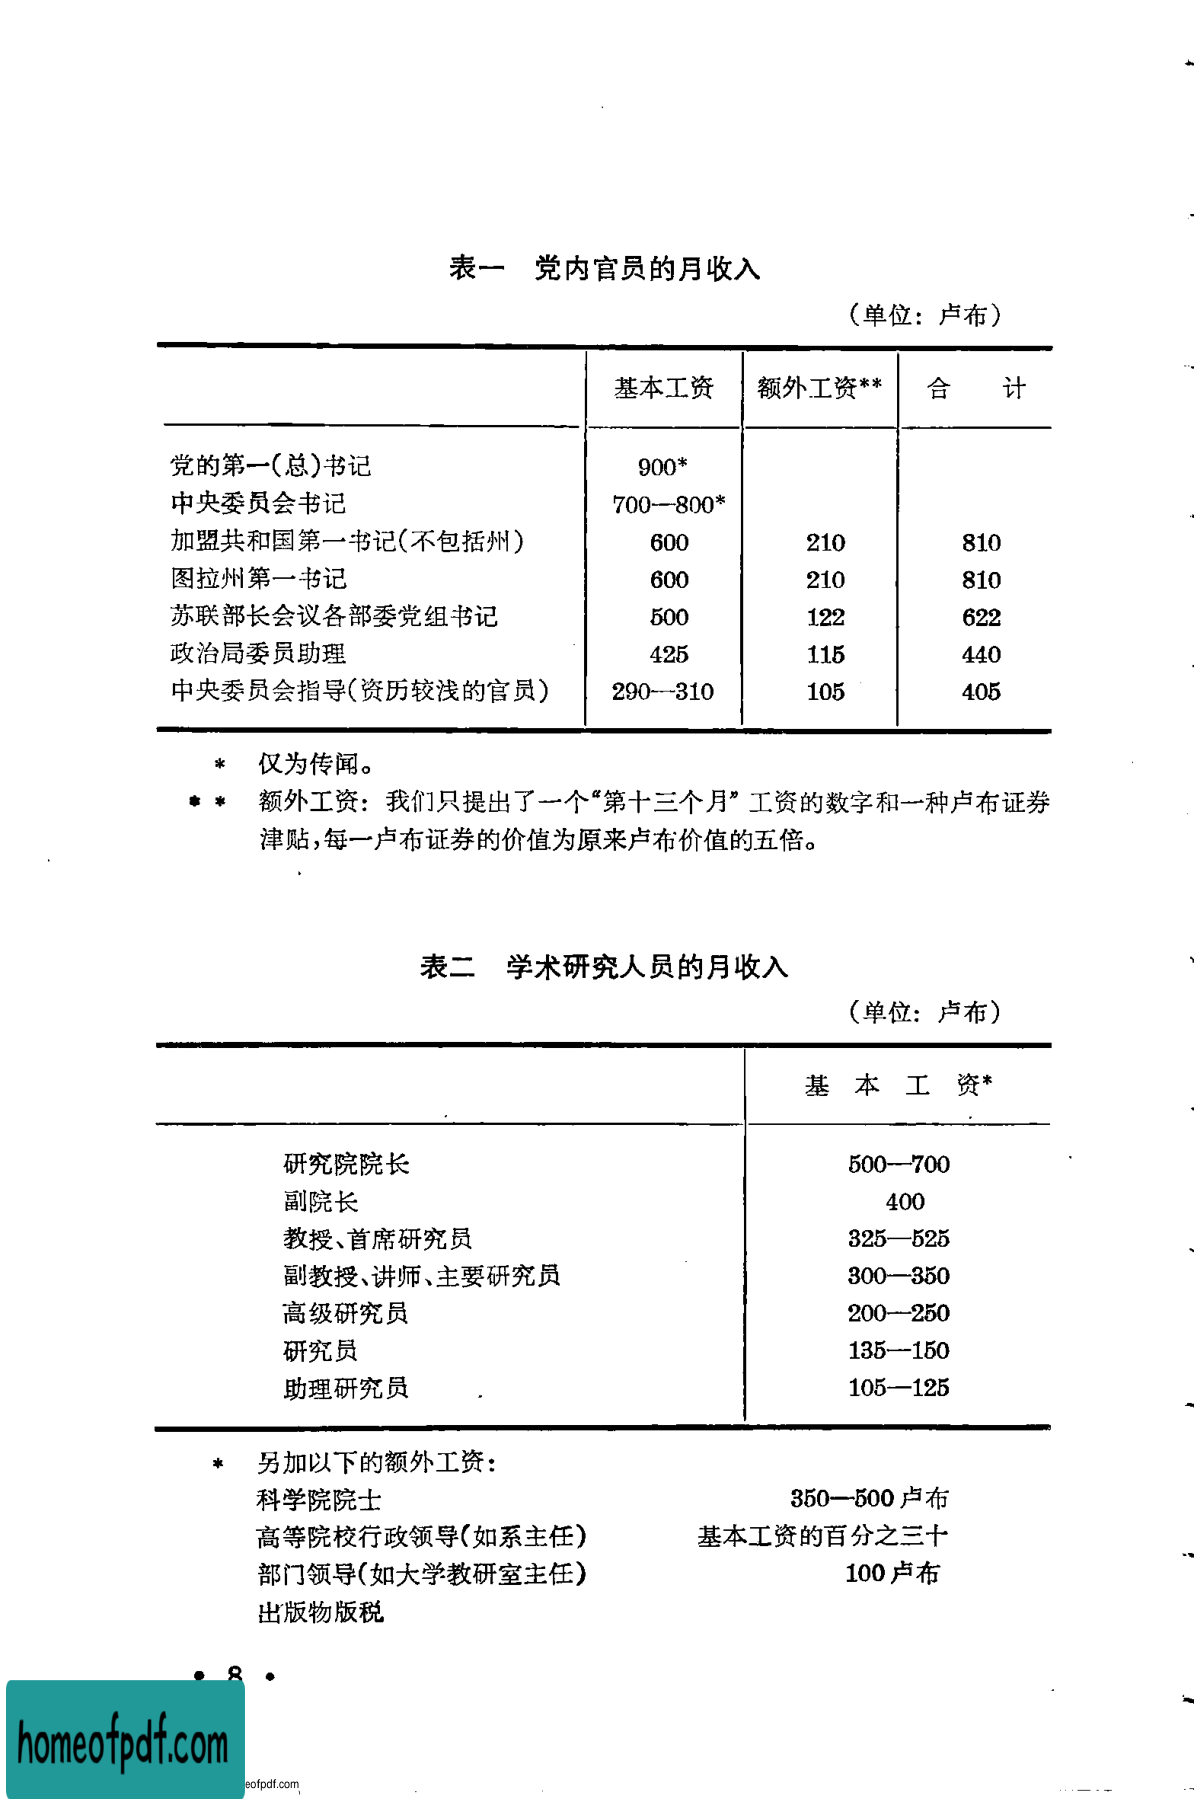 表一 党内官员的月收入
（单位：卢布）
基本工资 额外工资** 合 计
党的第一（总）书记 900*
中央委员会书记 700—800*
加盟共和国第一书记（不包括州） 600 210 810
图拉州第一书记 600 210 810
苏联部长会议各部委党组书记 500 122 622
政治局委员助理 425 115 440
中央委员会指导（资历较浅的官员） 290—310 105 405
* 仅为传闻。
** 额外工资：我们只提出了一个“第十三个月”工资的数字和一种卢布证券
津贴，每一卢布证券的价值为原来卢布价值的五倍。
表二 学术研究人员的月收入
（单位：卢布）
基 本 工 资*
研究院院长 500—700
副院长 400
教授、首席研究员 325—525
副教授、讲师、主要研究员 300—350
高级研究员 200—250
研究员 135—150
助理研究员 105—125
* 另加以下的额外工资：
科学院院士 350—500卢布
高等院校行政领导（如系主任） 基本工资的百分之三十
部门领导（如大学教研室主任） 100卢布
出版物版税
• 8 •
homeofpdf.com
eofpdf.com